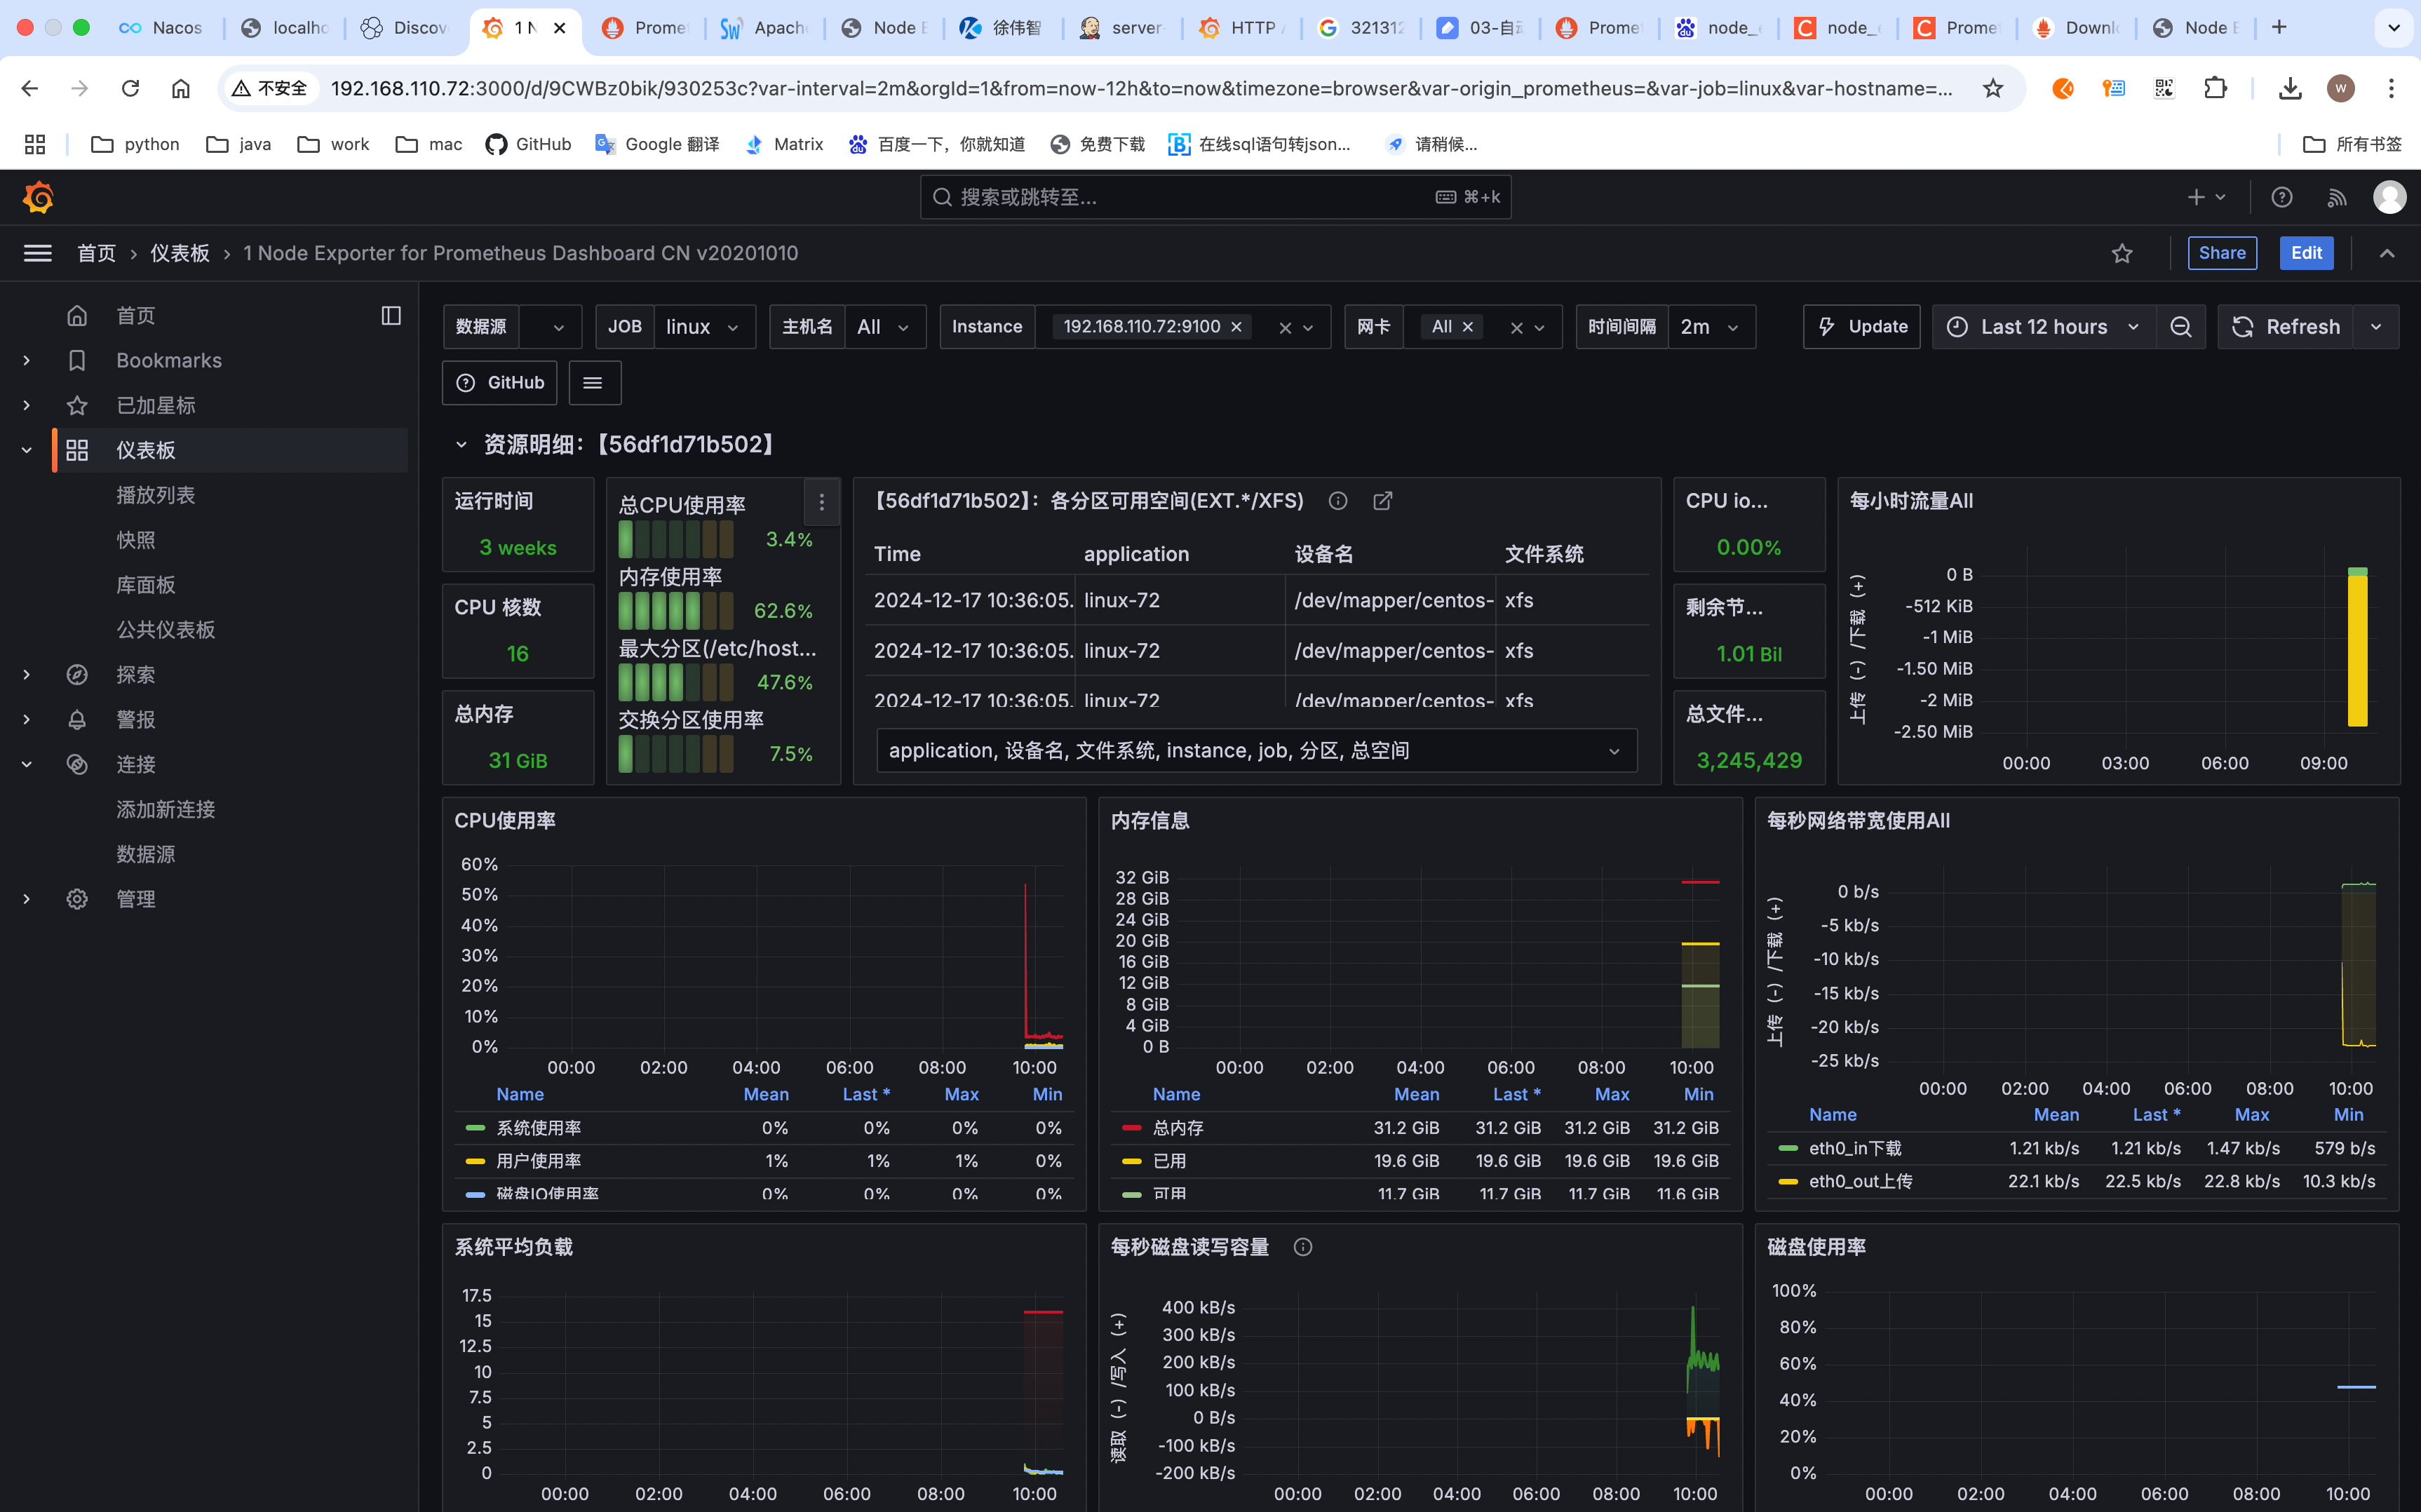 Nacos
localho
Discov
1 N
Promet
Apach
Node E
徐伟智
server-
HTTP
321312
03-自动
Promet
node_e
node_e
Promet
Downl
Node E
不安全
192.168.110.72:3000/d/9CWBz0bik/930253c?var-interval=2m&orgId=1&from=now-12h&to=now&timezone=browser&var-origin_prometheus=&var-job=linux&var-hostname=...
W
python
java
work
mac
GitHub
Google 翻译
Matrix
百度一下，你就知道
免费下载
在线sql语句转json...
请稍候...
所有书签
搜索或跳转至...
⌘+k
首页 › 仪表板 › 1 Node Exporter for Prometheus Dashboard CN v20201010
Share
Edit
首页
Bookmarks
已加星标
仪表板
播放列表
快照
库面板
公共仪表板
探索
警报
连接
添加新连接
数据源
管理
数据源
JOB linux
主机名 All
Instance 192.168.110.72:9100
网卡 All
时间间隔 2m
Update
Last 12 hours
Refresh
GitHub
资源明细：【56df1d71b502】
运行时间
3 weeks
CPU 核数
16
总内存
31 GiB
总CPU使用率
3.4%
内存使用率
62.6%
最大分区(/etc/host...
47.6%
交换分区使用率
7.5%
【56df1d71b502】：各分区可用空间(EXT.*/XFS)
Time application 设备名 文件系统
2024-12-17 10:36:05. linux-72 /dev/mapper/centos- xfs
2024-12-17 10:36:05. linux-72 /dev/mapper/centos- xfs
2024-12-17 10:36:05. linux-72 /dev/mapper/centos- xfs
application, 设备名, 文件系统, instance, job, 分区, 总空间
CPU io...
0.00%
剩余节...
1.01 Bil
总文件...
3,245,429
每小时流量All
上传（-）/下载（+）
0 B
-512 KiB
-1 MiB
-1.50 MiB
-2 MiB
-2.50 MiB
00:00 03:00 06:00 09:00
CPU使用率
60%
50%
40%
30%
20%
10%
0%
00:00 02:00 04:00 06:00 08:00 10:00
Name Mean Last * Max Min
系统使用率 0% 0% 0% 0%
用户使用率 1% 1% 1% 0%
磁盘IO使用率 0% 0% 0% 0%
内存信息
32 GiB
28 GiB
24 GiB
20 GiB
16 GiB
12 GiB
8 GiB
4 GiB
0 B
00:00 02:00 04:00 06:00 08:00 10:00
Name Mean Last * Max Min
总内存 31.2 GiB 31.2 GiB 31.2 GiB 31.2 GiB
已用 19.6 GiB 19.6 GiB 19.6 GiB 19.6 GiB
可用 11.7 GiB 11.7 GiB 11.7 GiB 11.6 GiB
每秒网络带宽使用All
上传（-）/下载（+）
0 b/s
-5 kb/s
-10 kb/s
-15 kb/s
-20 kb/s
-25 kb/s
00:00 02:00 04:00 06:00 08:00 10:00
Name Mean Last * Max Min
eth0_in下载 1.21 kb/s 1.21 kb/s 1.47 kb/s 579 b/s
eth0_out上传 22.1 kb/s 22.5 kb/s 22.8 kb/s 10.3 kb/s
系统平均负载
17.5
15
12.5
10
7.5
5
2.5
0
00:00 02:00 04:00 06:00 08:00 10:00
每秒磁盘读写容量
读取（-）/写入（+）
400 kB/s
300 kB/s
200 kB/s
100 kB/s
0 B/s
-100 kB/s
-200 kB/s
00:00 02:00 04:00 06:00 08:00 10:00
磁盘使用率
100%
80%
60%
40%
20%
0%
00:00 02:00 04:00 06:00 08:00 10:00